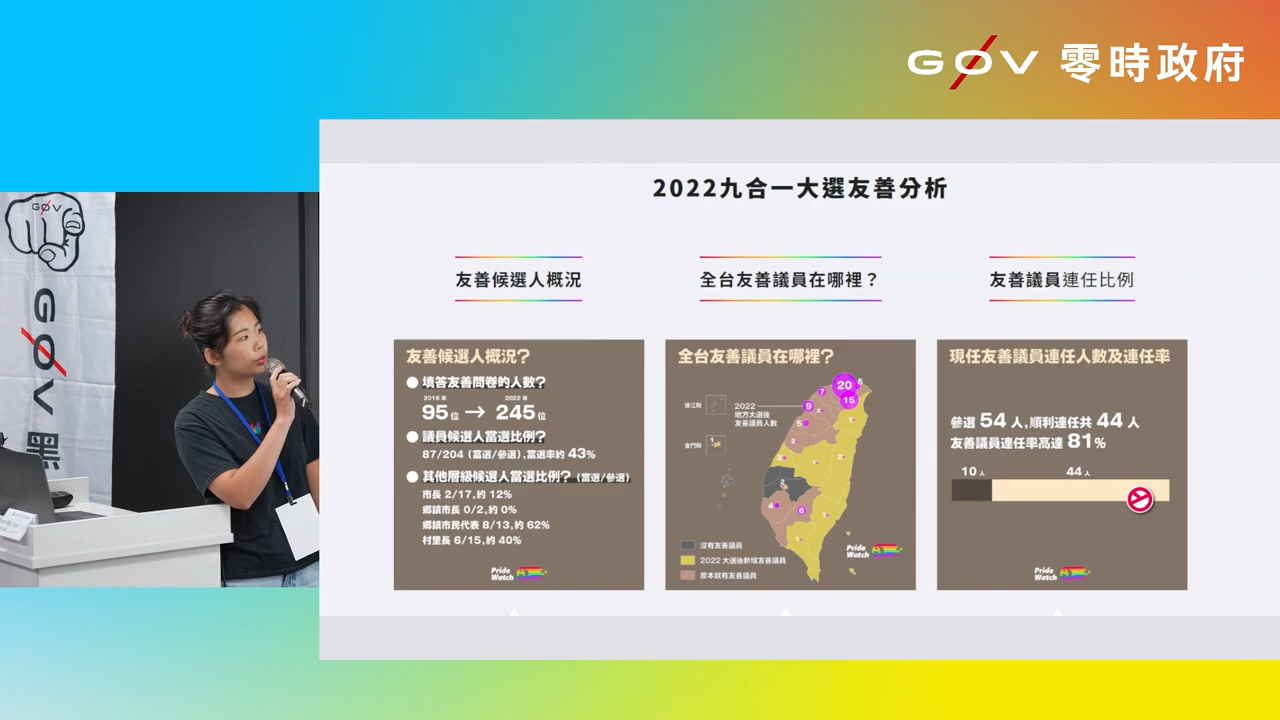 GOV 零時政府
GOV
GOV 黑
2022九合一大選友善分析
友善候選人概況
全台友善議員在哪裡？
友善議員連任比例
友善候選人概況?
填答友善問卷的人數?
2018 年
2022 年
95 位 → 245 位
議員候選人當選比例?
87/204 (當選/參選),當選率約 43%
其他層級候選人當選比例? (當選/參選)
市長 2/17,約 12%
鄉鎮市長 0/2,約 0%
鄉鎮市民代表 8/13,約 62%
村里長 6/15,約 40%
Pride Watch
全台友善議員在哪裡?
連江縣
金門縣
1
2022
地方大選後
友善議員人數
20
5
7
15
9
5
2
4
6
沒有友善議員
2022 大選後新增友善議員
原本就有友善議員
Pride Watch
現任友善議員連任人數及連任率
參選 54 人,順利連任共 44 人
友善議員連任率高達 81%
10 人
44 人
Pride Watch